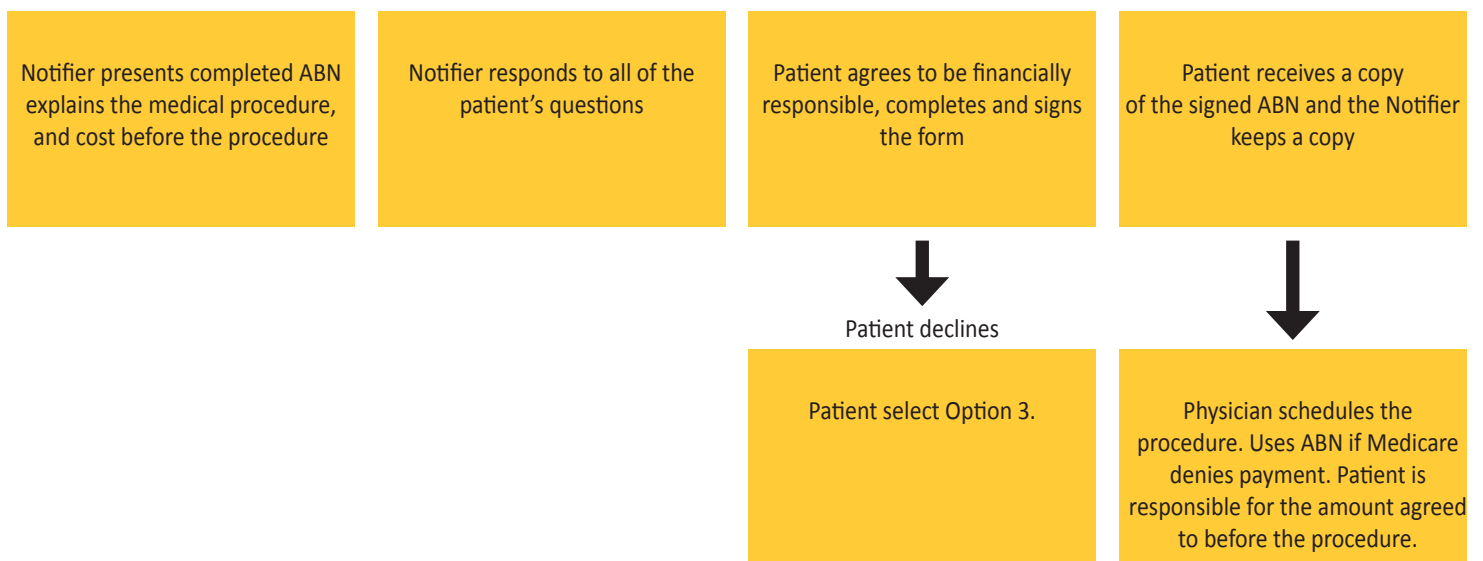 Notifier presents completed ABN
explains the medical procedure,
and cost before the procedure
Notifier responds to all of the
patient’s questions
Patient agrees to be financially
responsible, completes and signs
the form
Patient receives a copy
of the signed ABN and the Notifier
keeps a copy
Patient declines
Patient select Option 3.
Physician schedules the
procedure. Uses ABN if Medicare
denies payment. Patient is
responsible for the amount agreed
to before the procedure.